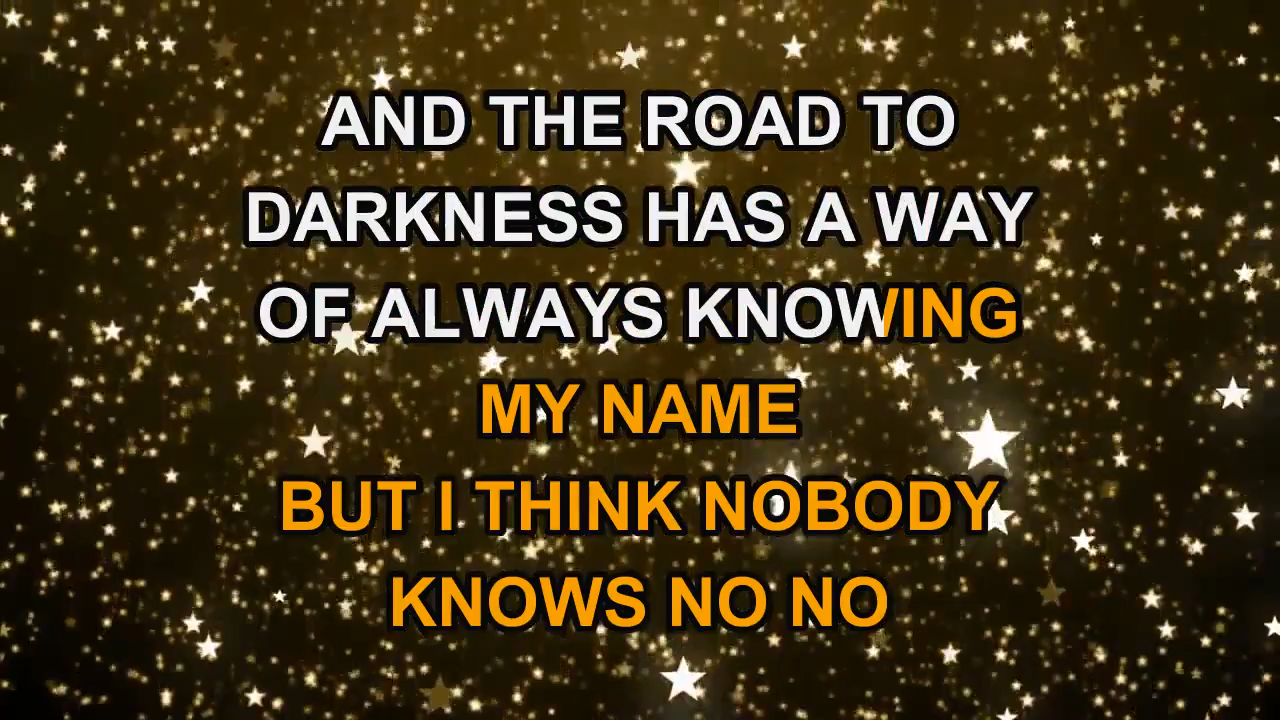 AND THE ROAD TO
DARKNESS HAS A WAY
OF ALWAYS KNOWING
MY NAME
BUT I THINK NOBODY
KNOWS NO NO